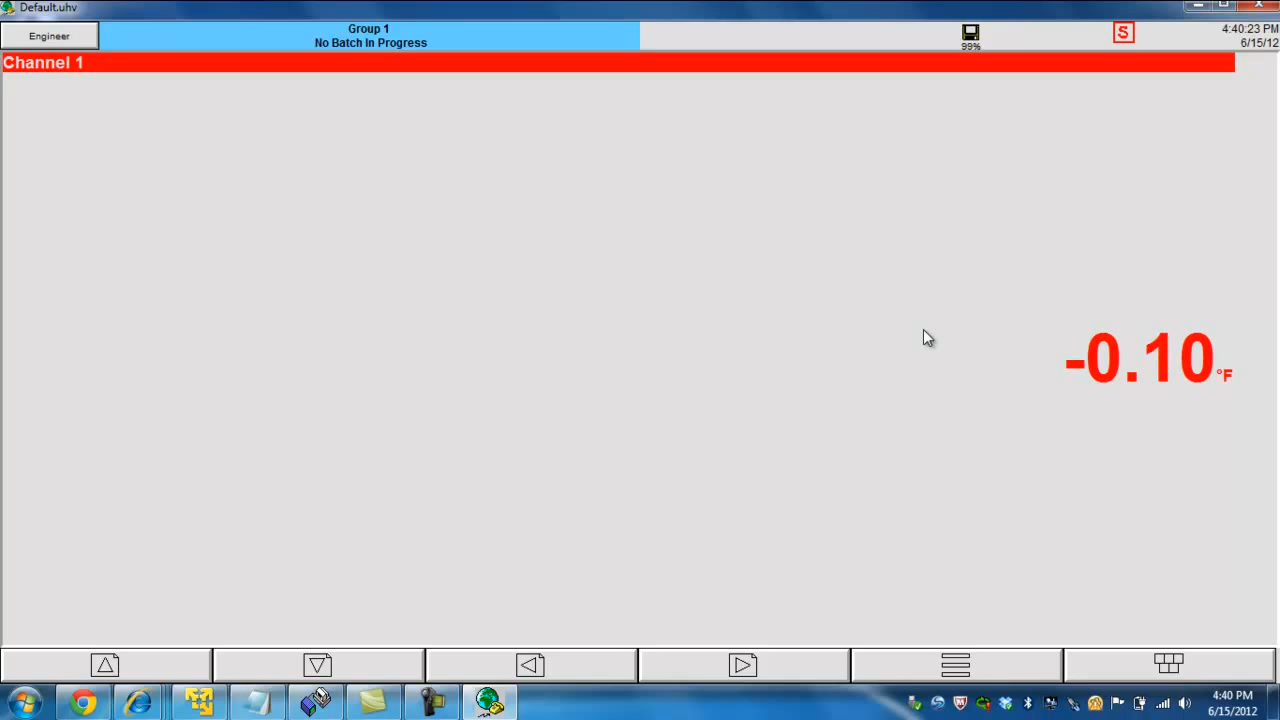 Default.uhv
Engineer
Group 1
No Batch In Progress
99%
S
4:40:23 PM
6/15/12
Channel 1
-0.10 °F
4:40 PM
6/15/2012